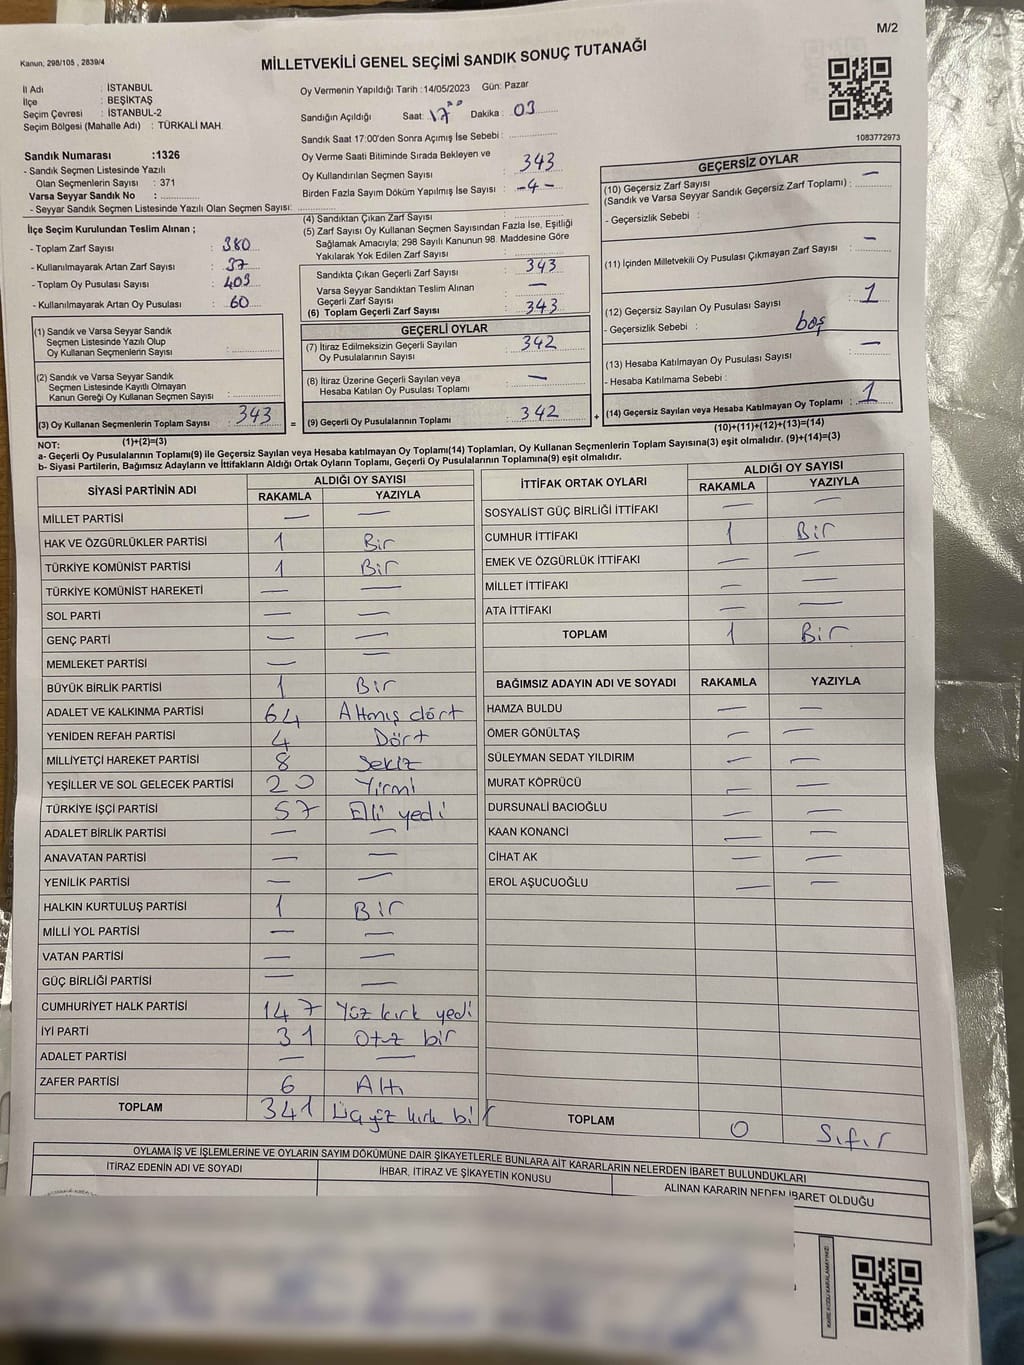 M/2
Kanun, 298/105 , 2839/4
MİLLETVEKİLİ GENEL SEÇİMİ SANDIK SONUÇ TUTANAĞI
İl Adı : İSTANBUL
İlçe : BEŞİKTAŞ
Seçim Çevresi : İSTANBUL-2
Seçim Bölgesi (Mahalle Adı) : TÜRKALİ MAH.
Sandık Numarası :1326
- Sandık Seçmen Listesinde Yazılı
Olan Seçmenlerin Sayısı : 371
Varsa Seyyar Sandık No :
- Seyyar Sandık Seçmen Listesinde Yazılı Olan Seçmen Sayısı:
Oy Vermenin Yapıldığı Tarih :14/05/2023 Gün: Pazar
Sandığın Açıldığı Saat: 17 00 Dakika : 03
Sandık Saat 17:00'den Sonra Açımış İse Sebebi :
Oy Verme Saati Bitiminde Sırada Bekleyen ve
Oy Kullandırılan Seçmen Sayısı : 343
Birden Fazla Sayım Döküm Yapılmış İse Sayısı : -4-
1083772973
İlçe Seçim Kurulundan Teslim Alınan ;
- Toplam Zarf Sayısı : 380
- Kullanılmayarak Artan Zarf Sayısı : 37
- Toplam Oy Pusulası Sayısı : 403
- Kullanılmayarak Artan Oy Pusulası : 60
(1) Sandık ve Varsa Seyyar Sandık
Seçmen Listesinde Yazılı Olup
Oy Kullanan Seçmenlerin Sayısı :
(2) Sandık ve Varsa Seyyar Sandık
Seçmen Listesinde Kayıtlı Olmayan
Kanun Gereği Oy Kullanan Seçmen Sayısı :
(3) Oy Kullanan Seçmenlerin Toplam Sayısı : 343
(1)+(2)=(3)
(4) Sandıktan Çıkan Zarf Sayısı :
(5) Zarf Sayısı Oy Kullanan Seçmen Sayısından Fazla İse, Eşitliği
Sağlamak Amacıyla; 298 Sayılı Kanunun 98. Maddesine Göre
Yakılarak Yok Edilen Zarf Sayısı :
Sandıkta Çıkan Geçerli Zarf Sayısı : 343
Varsa Seyyar Sandıktan Teslim Alınan
Geçerli Zarf Sayısı : —
(6) Toplam Geçerli Zarf Sayısı : 343
GEÇERLİ OYLAR
(7) İtiraz Edilmeksizin Geçerli Sayılan
Oy Pusulalarının Sayısı : 342
(8) İtiraz Üzerine Geçerli Sayılan veya
Hesaba Katılan Oy Pusulası Toplamı : —
= (9) Geçerli Oy Pusulalarının Toplamı : 342
GEÇERSİZ OYLAR
(10) Geçersiz Zarf Sayısı
(Sandık ve Varsa Seyyar Sandık Geçersiz Zarf Toplamı) : —
- Geçersizlik Sebebi :
(11) İçinden Milletvekili Oy Pusulası Çıkmayan Zarf Sayısı : —
(12) Geçersiz Sayılan Oy Pusulası Sayısı : 1
- Geçersizlik Sebebi : boş
(13) Hesaba Katılmayan Oy Pusulası Sayısı : —
- Hesaba Katılmama Sebebi :
+ (14) Geçersiz Sayılan veya Hesaba Katılmayan Oy Toplamı : 1
(10)+(11)+(12)+(13)=(14)
NOT:
a- Geçerli Oy Pusulalarının Toplamı(9) ile Geçersiz Sayılan veya Hesaba katılmayan Oy Toplamı(14) Toplamları, Oy Kullanan Seçmenlerin Toplam Sayısına(3) eşit olmalıdır. (9)+(14)=(3)
b- Siyasi Partilerin, Bağımsız Adayların ve İttifakların Aldığı Ortak Oyların Toplamı, Geçerli Oy Pusulalarının Toplamına(9) eşit olmalıdır.
SİYASİ PARTİNİN ADI ALDIĞI OY SAYISI
RAKAMLA YAZIYLA
MİLLET PARTİSİ — —
HAK VE ÖZGÜRLÜKLER PARTİSİ 1 Bir
TÜRKİYE KOMÜNİST PARTİSİ 1 Bir
TÜRKİYE KOMÜNİST HAREKETİ — —
SOL PARTİ — —
GENÇ PARTİ — —
MEMLEKET PARTİSİ — —
BÜYÜK BİRLİK PARTİSİ 1 Bir
ADALET VE KALKINMA PARTİSİ 64 Altmış dört
YENİDEN REFAH PARTİSİ 4 Dört
MİLLİYETÇİ HAREKET PARTİSİ 8 Sekiz
YEŞİLLER VE SOL GELECEK PARTİSİ 20 Yirmi
TÜRKİYE İŞÇİ PARTİSİ 57 Elli yedi
ADALET BİRLİK PARTİSİ — —
ANAVATAN PARTİSİ — —
YENİLİK PARTİSİ — —
HALKIN KURTULUŞ PARTİSİ 1 Bir
MİLLİ YOL PARTİSİ — —
VATAN PARTİSİ — —
GÜÇ BİRLİĞİ PARTİSİ — —
CUMHURİYET HALK PARTİSİ 147 Yüz kırk yedi
İYİ PARTİ 31 Otuz bir
ADALET PARTİSİ — —
ZAFER PARTİSİ 6 Altı
TOPLAM 341 Üçyüz kırk bir
İTTİFAK ORTAK OYLARI ALDIĞI OY SAYISI
RAKAMLA YAZIYLA
SOSYALİST GÜÇ BİRLİĞİ İTTİFAKI — —
CUMHUR İTTİFAKI 1 Bir
EMEK VE ÖZGÜRLÜK İTTİFAKI — —
MİLLET İTTİFAKI — —
ATA İTTİFAKI — —
TOPLAM 1 Bir
BAĞIMSIZ ADAYIN ADI VE SOYADI RAKAMLA YAZIYLA
HAMZA BULDU — —
ÖMER GÖNÜLTAŞ — —
SÜLEYMAN SEDAT YILDIRIM — —
MURAT KÖPRÜCÜ — —
DURSUNALİ BACIOĞLU — —
KAAN KONANCİ — —
CİHAT AK — —
EROL AŞUCUOĞLU — —
TOPLAM 0 Sıfır
OYLAMA İŞ VE İŞLEMLERİNE VE OYLARIN SAYIM DÖKÜMÜNE DAİR ŞİKAYETLERLE BUNLARA AİT KARARLARIN NELERDEN İBARET BULUNDUKLARI
İTİRAZ EDENİN ADI VE SOYADI İHBAR, İTİRAZ VE ŞİKAYETİN KONUSU ALINAN KARARIN NEDEN İBARET OLDUĞU
KARE KODU KARALAMAYINIZ!